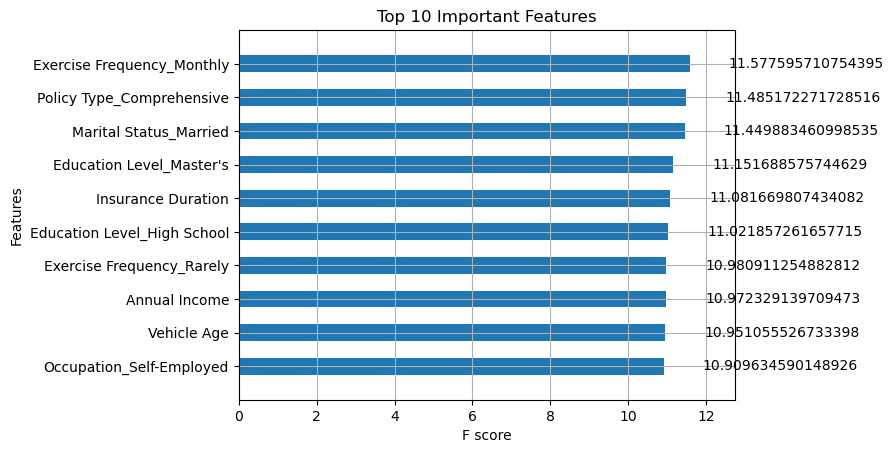 Top 10 Important Features
Features
Exercise Frequency_Monthly 11.577595710754395
Policy Type_Comprehensive 11.485172271728516
Marital Status_Married 11.449883460998535
Education Level_Master's 11.151688575744629
Insurance Duration 11.081669807434082
Education Level_High School 11.021857261657715
Exercise Frequency_Rarely 10.980911254882812
Annual Income 10.972329139709473
Vehicle Age 10.951055526733398
Occupation_Self-Employed 10.909634590148926
0 2 4 6 8 10 12
F score